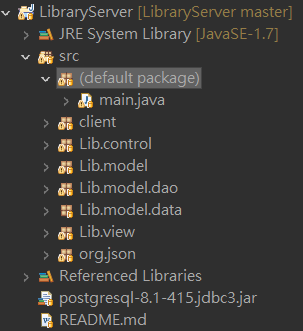 LibraryServer [LibraryServer master]
JRE System Library [JavaSE-1.7]
src
(default package)
main.java
client
Lib.control
Lib.model
Lib.model.dao
Lib.model.data
Lib.view
org.json
Referenced Libraries
postgresql-8.1-415.jdbc3.jar
README.md